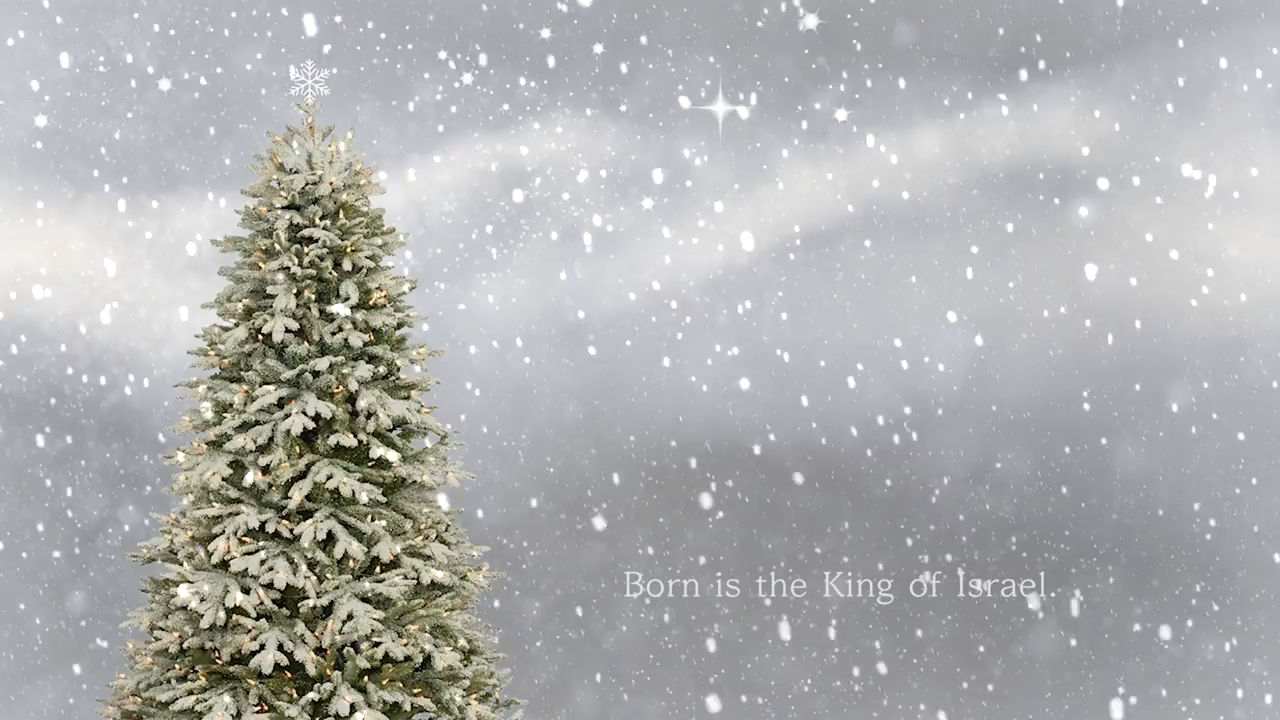 Born is the King of Israel.